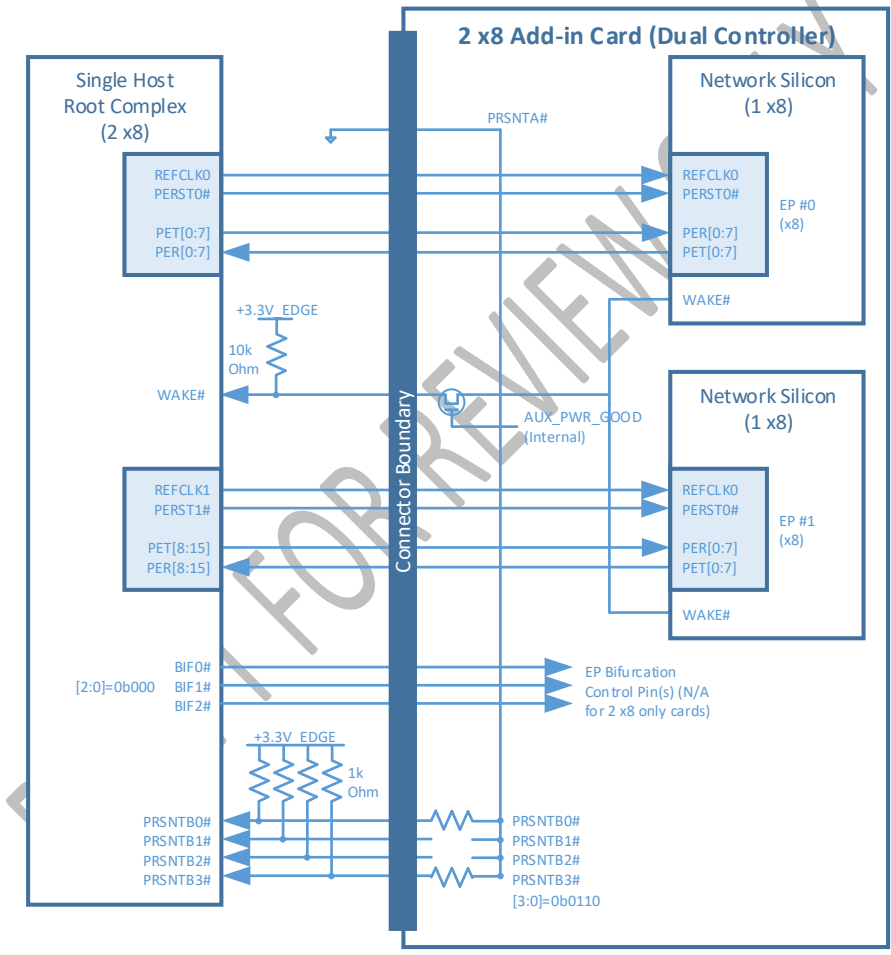 2 x8 Add-in Card (Dual Controller)
Single Host
Root Complex
(2 x8)
Network Silicon
(1 x8)
PRSNTA#
REFCLK0
PERST0#
PET[0:7]
PER[0:7]
REFCLK0
PERST0#
PER[0:7]
PET[0:7]
EP #0
(x8)
WAKE#
+3.3V_EDGE
10k
Ohm
WAKE#
Connector Boundary
AUX_PWR_GOOD
(Internal)
Network Silicon
(1 x8)
REFCLK1
PERST1#
PET[8:15]
PER[8:15]
REFCLK0
PERST0#
PER[0:7]
PET[0:7]
EP #1
(x8)
WAKE#
BIF0#
[2:0]=0b000 BIF1#
BIF2#
EP Bifurcation
Control Pin(s) (N/A
for 2 x8 only cards)
+3.3V_EDGE
1k
Ohm
PRSNTB0#
PRSNTB1#
PRSNTB2#
PRSNTB3#
PRSNTB0#
PRSNTB1#
PRSNTB2#
PRSNTB3#
[3:0]=0b0110
FOR REVIEW